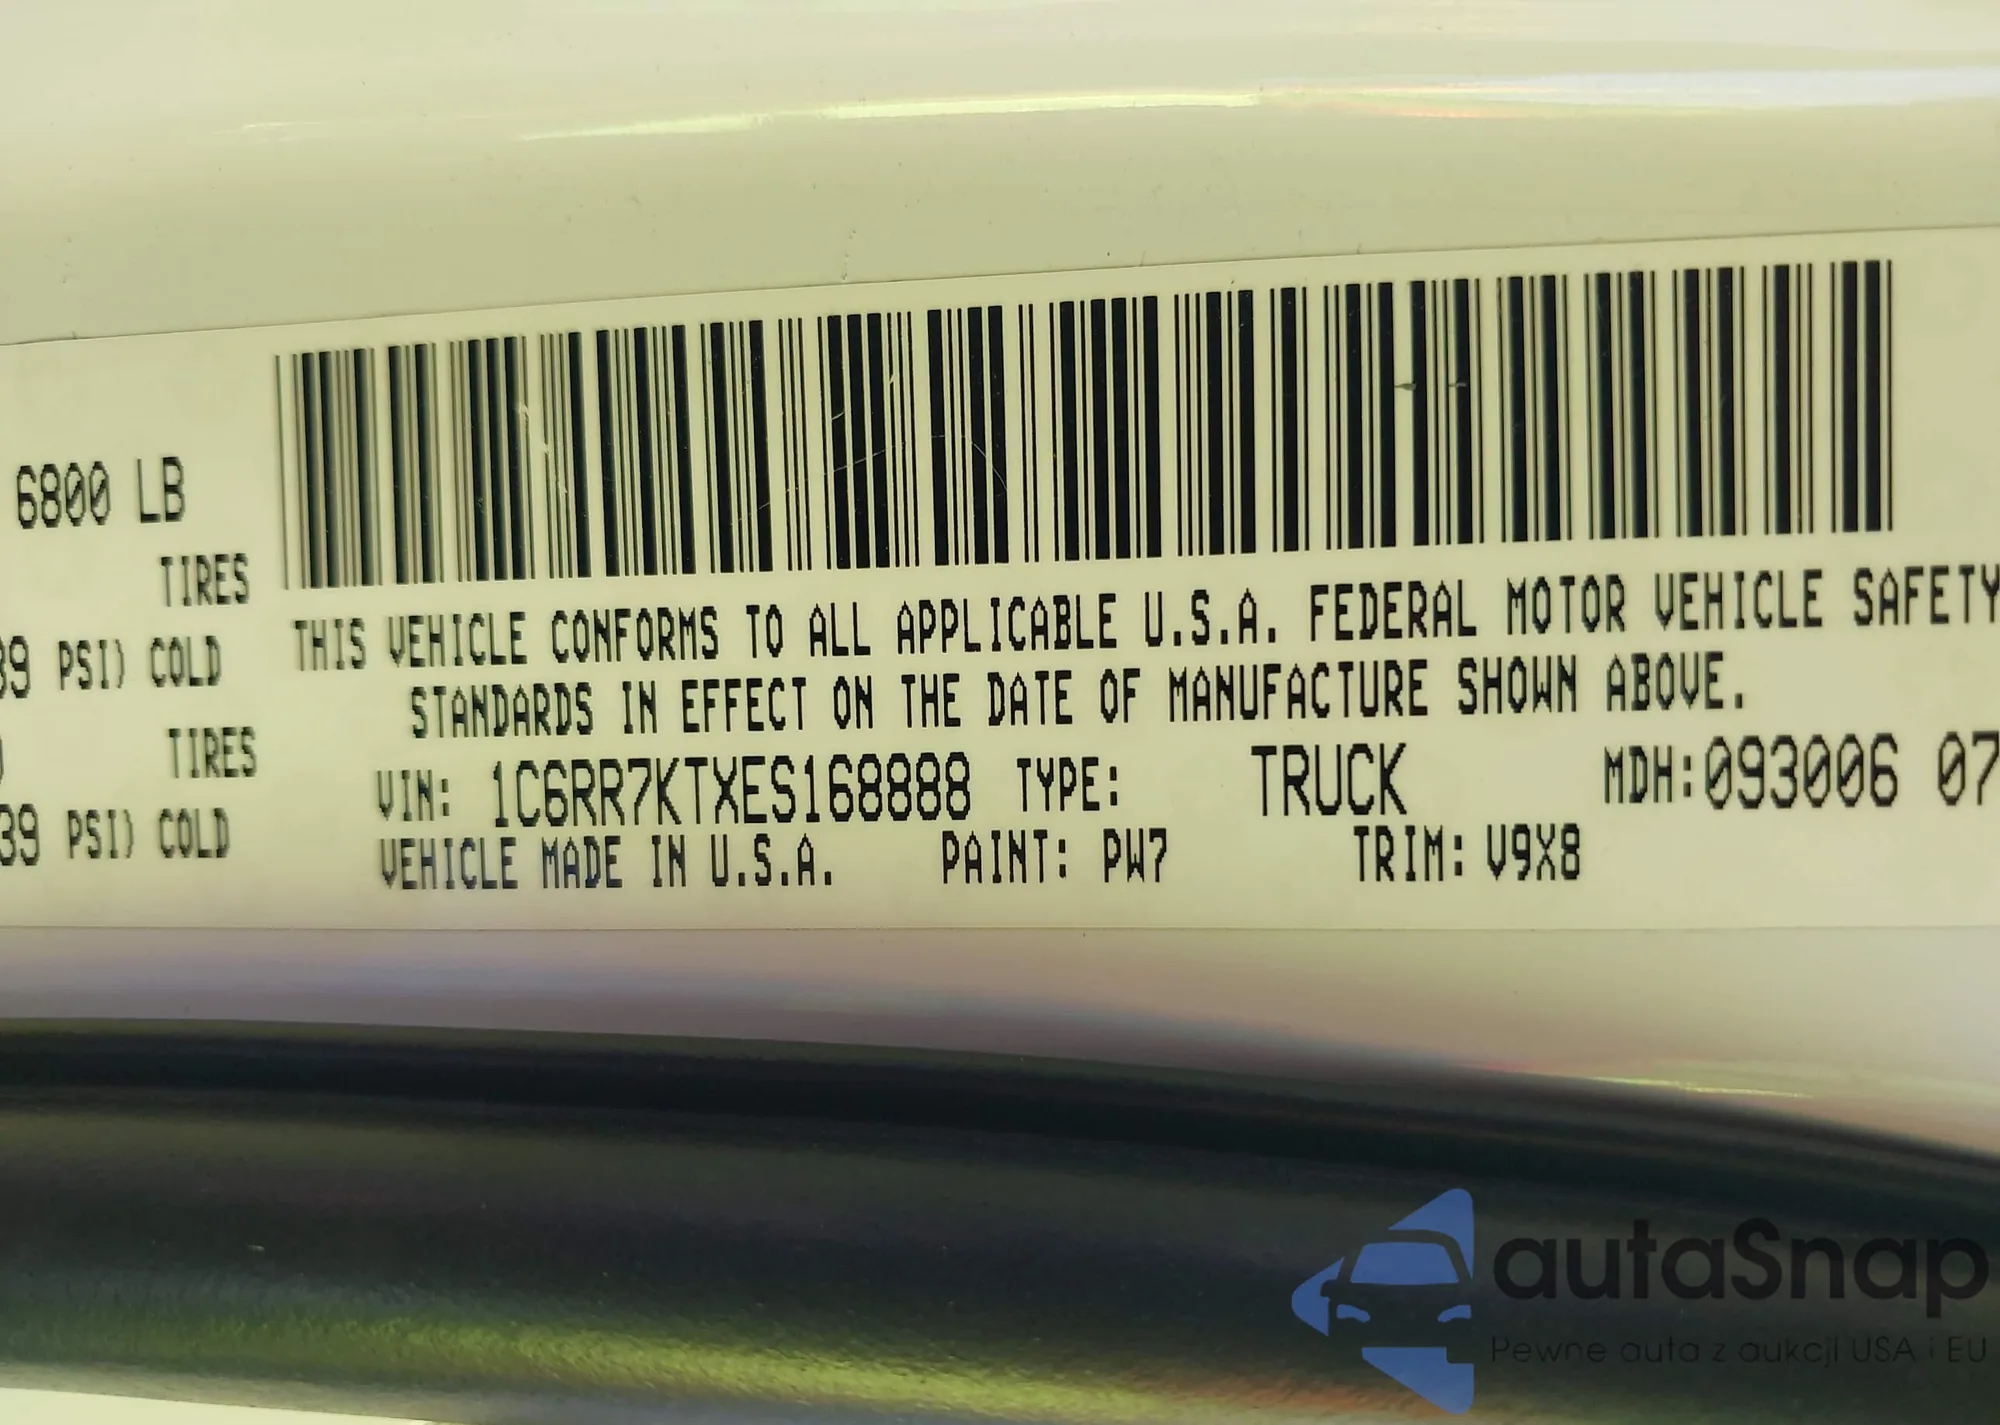 6800 LB
TIRES
39 PSI) COLD
TIRES
39 PSI) COLD
THIS VEHICLE CONFORMS TO ALL APPLICABLE U.S.A. FEDERAL MOTOR VEHICLE SAFETY
STANDARDS IN EFFECT ON THE DATE OF MANUFACTURE SHOWN ABOVE.
VIN: 1C6RR7KTXES168888 TYPE: TRUCK MDH:093006 07
VEHICLE MADE IN U.S.A. PAINT: PW7 TRIM: V9X8
autaSnap
Pewne auta z aukcji USA i EU